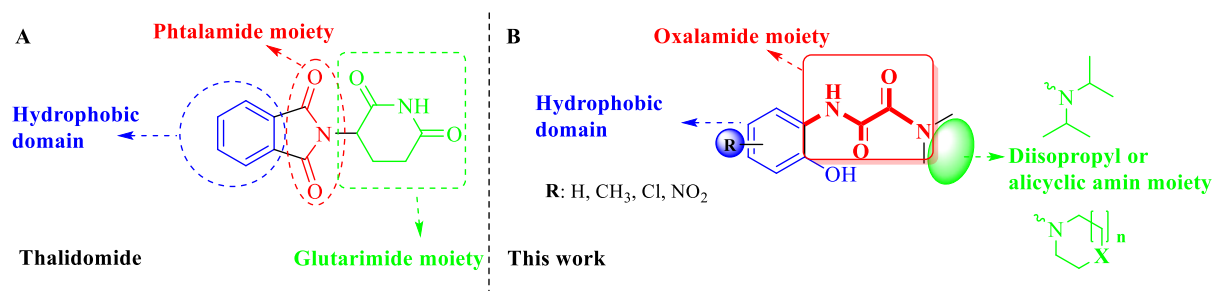 A
Phtalamide moiety
Hydrophobic
domain
O
O
NH
N
O
O
Thalidomide
Glutarimide moiety
B
Oxalamide moiety
Hydrophobic
domain
H
N
O
N
O
R
OH
R: H, CH3, Cl, NO2
N
Diisopropyl or
alicyclic amin moiety
N
n
X
This work